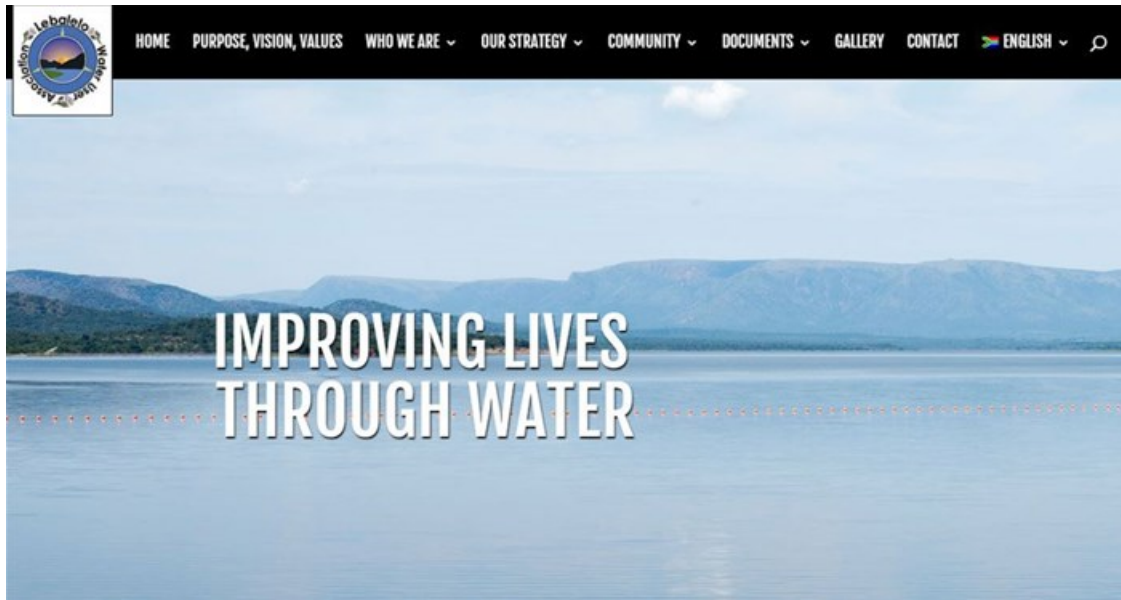 Lebalelo Water User Association
HOME
PURPOSE, VISION, VALUES
WHO WE ARE
OUR STRATEGY
COMMUNITY
DOCUMENTS
GALLERY
CONTACT
ENGLISH
IMPROVING LIVES
THROUGH WATER